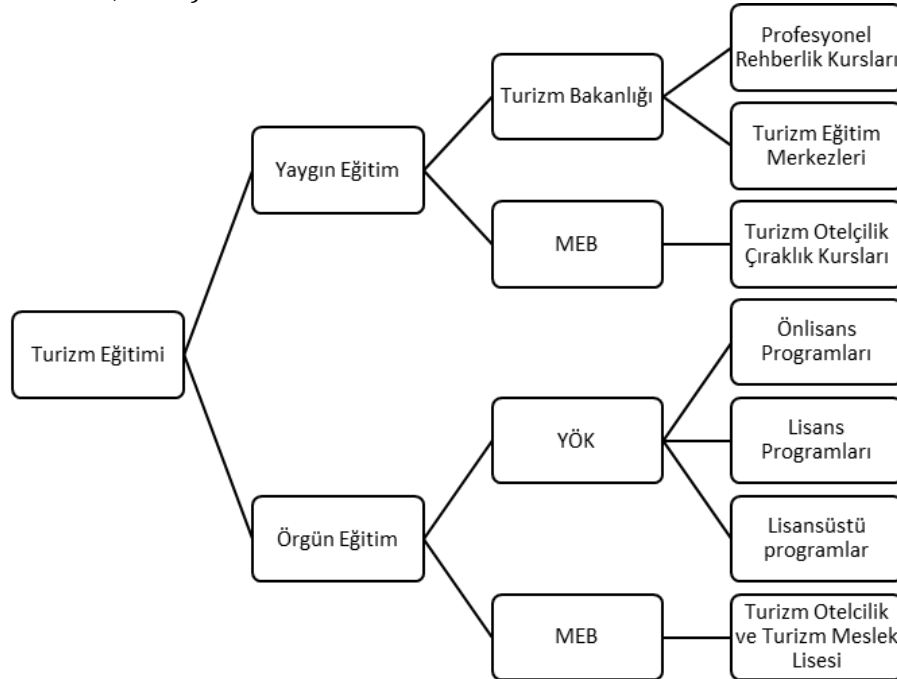 Profesyonel
Rehberlik Kursları
Turizm Bakanlığı
Turizm Eğitim
Merkezleri
Yaygın Eğitim
MEB
Turizm Otelçilik
Çıraklık Kursları
Turizm Eğitimi
Önlisans
Programları
YÖK
Lisans
Programları
Örgün Eğitim
Lisansüstü
programlar
MEB
Turizm Otelcilik
ve Turizm Meslek
Lisesi